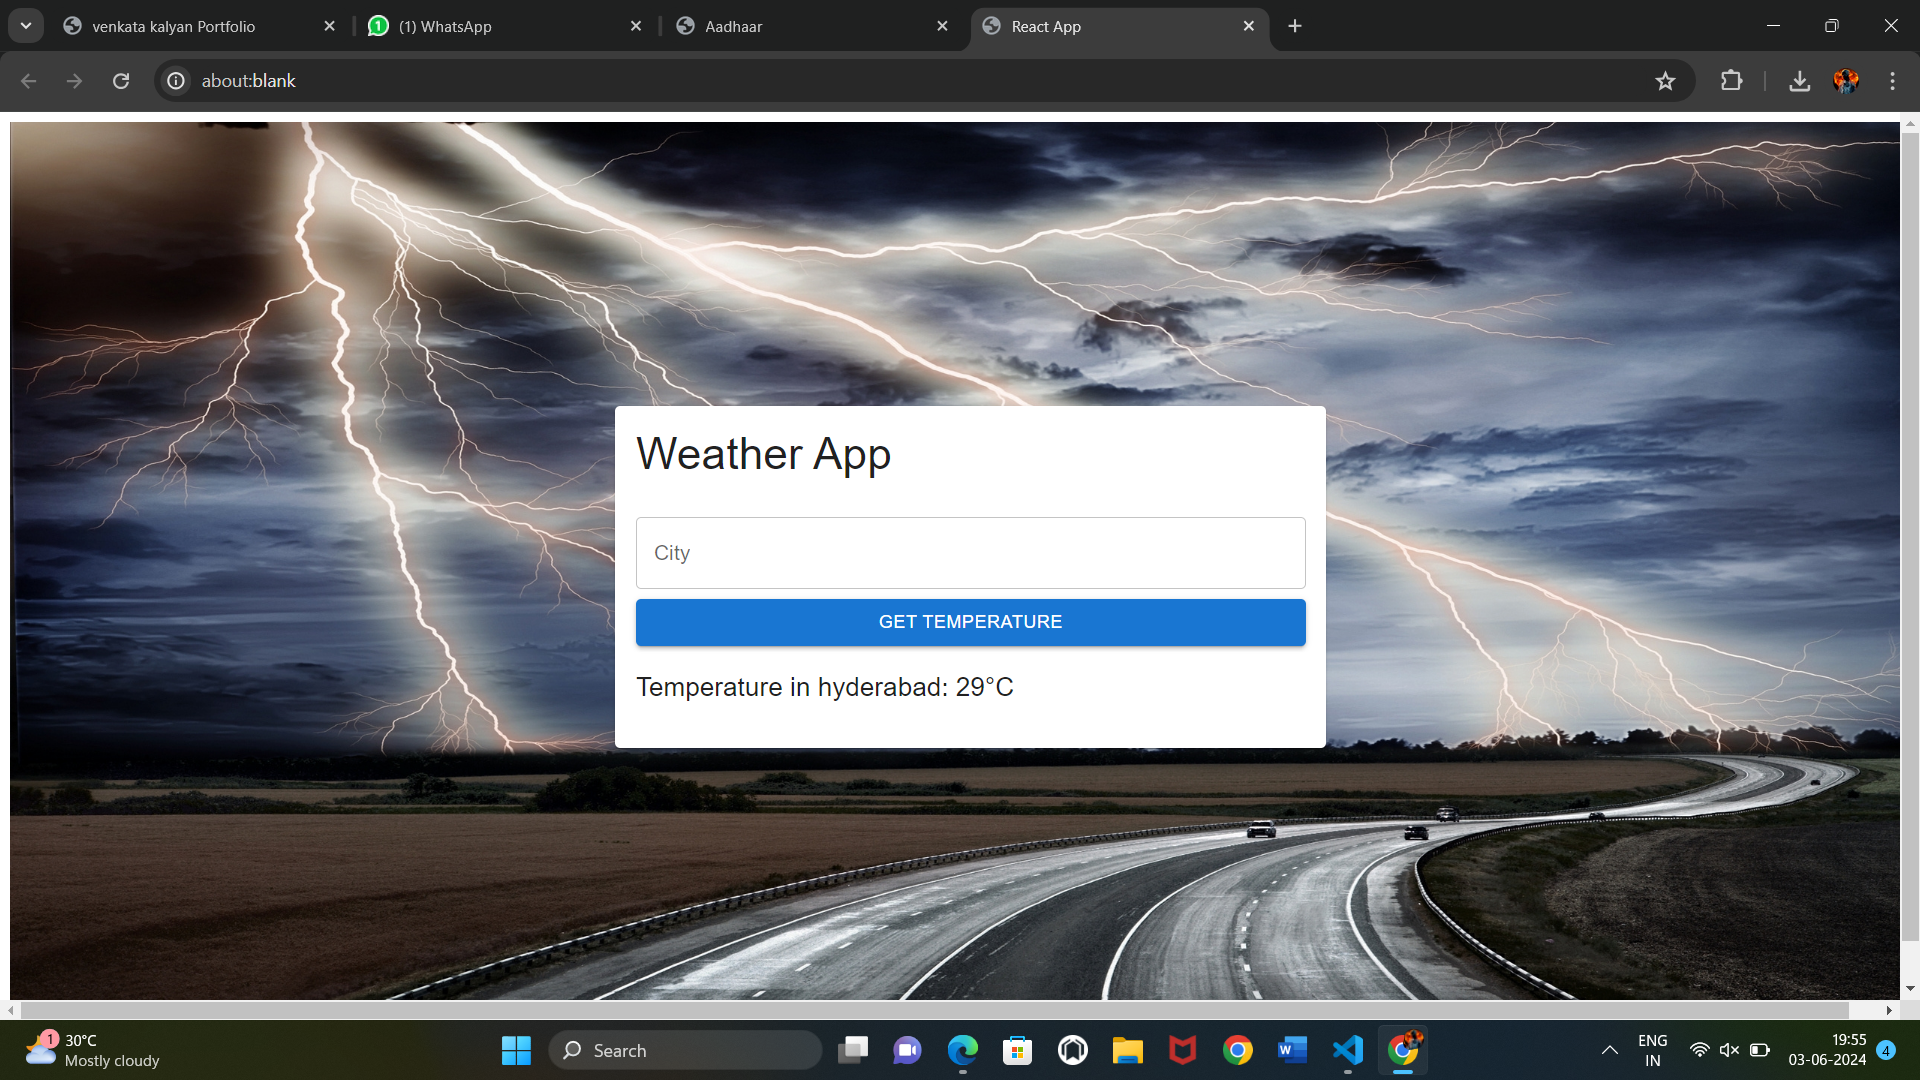 venkata kalyan Portfolio
(1) WhatsApp
Aadhaar
React App
about:blank
Weather App
City
GET TEMPERATURE
Temperature in hyderabad: 29°C
1
30°C
Mostly cloudy
Search
W
ENG
IN
19:55
03-06-2024
4